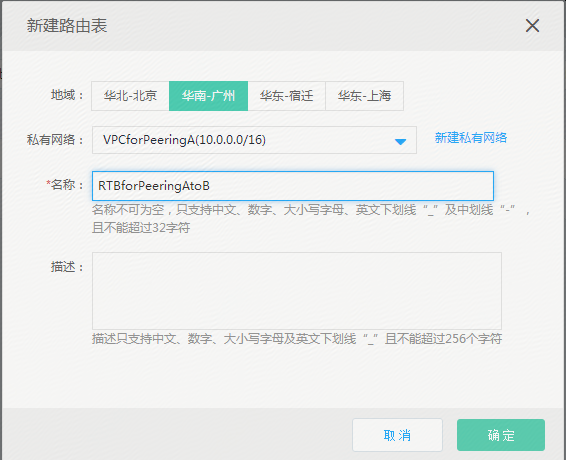 新建路由表
地域： 华北-北京 华南-广州 华东-宿迁 华东-上海
私有网络： VPCforPeeringA(10.0.0.0/16) 新建私有网络
*名称： RTBforPeeringAtoB
名称不可为空，只支持中文、数字、大小写字母、英文下划线“_”及中划线“-”，
且不能超过32字符
描述：
描述只支持中文、数字、大小写字母及英文下划线“_”且不能超过256个字符
取消 确定